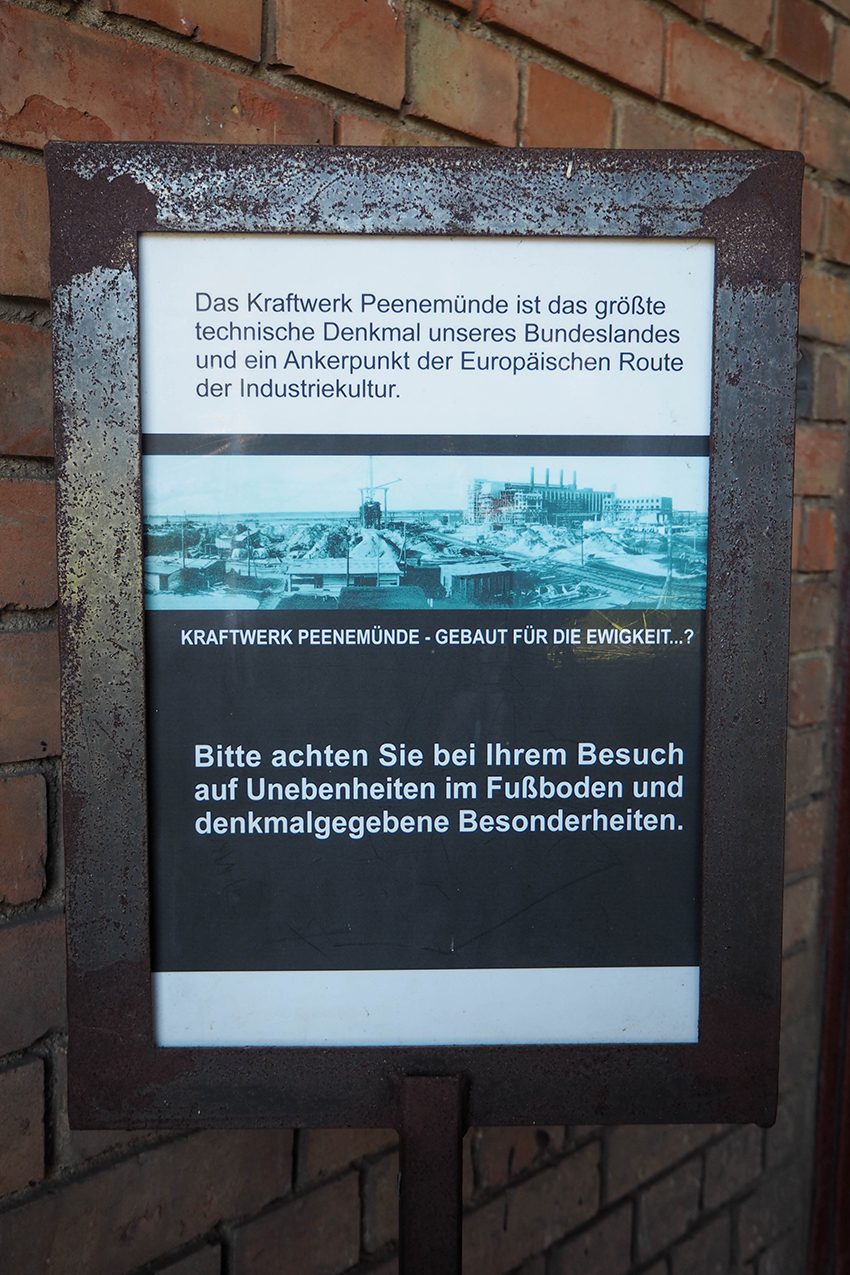 Das Kraftwerk Peenemünde ist das größte
technische Denkmal unseres Bundeslandes
und ein Ankerpunkt der Europäischen Route
der Industriekultur.
KRAFTWERK PEENEMÜNDE - GEBAUT FÜR DIE EWIGKEIT...?
Bitte achten Sie bei Ihrem Besuch
auf Unebenheiten im Fußboden und
denkmalgegebene Besonderheiten.